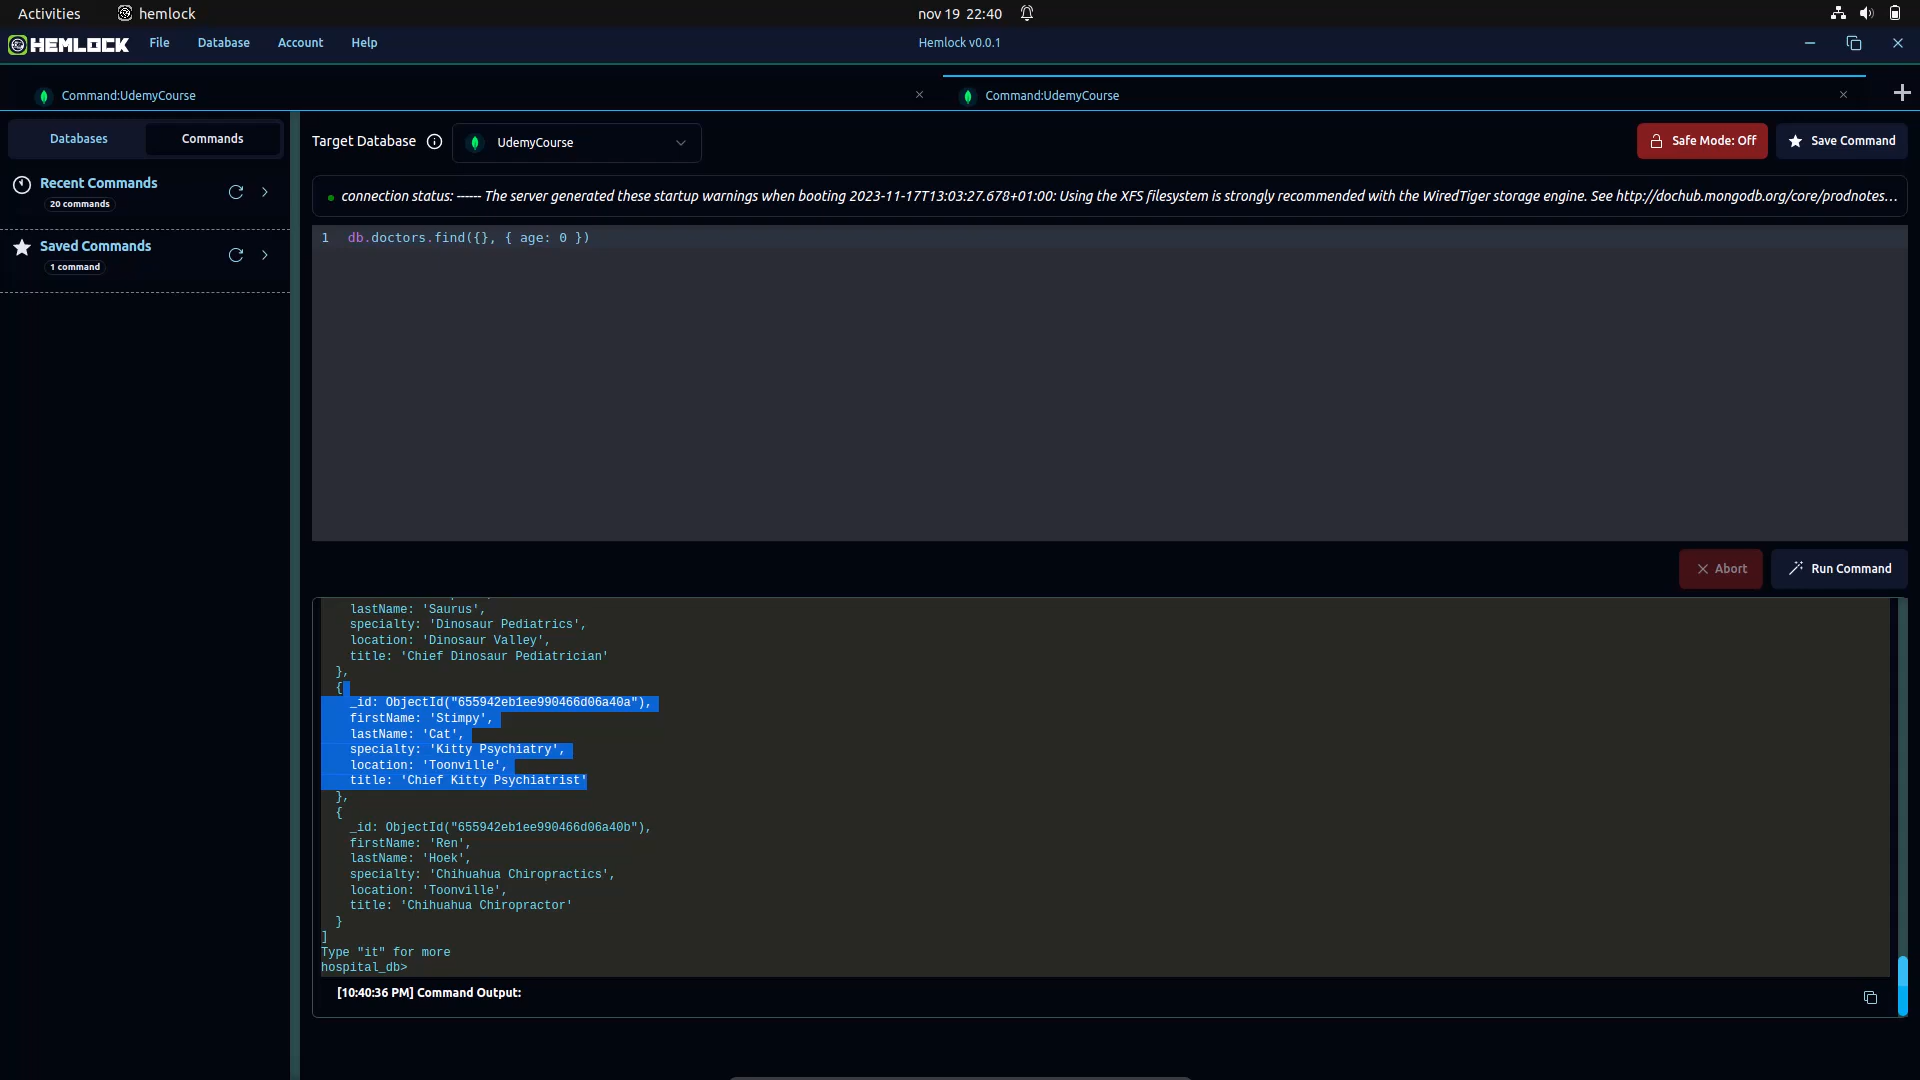 Activities
hemlock
nov 19 22:40
HEMLOCK
File
Database
Account
Help
Hemlock v0.0.1
Command:UdemyCourse
Command:UdemyCourse
Databases
Commands
Recent Commands
20 commands
Saved Commands
1 command
Target Database
UdemyCourse
Safe Mode: Off
Save Command
connection status: ------ The server generated these startup warnings when booting 2023-11-17T13:03:27.678+01:00: Using the XFS filesystem is strongly recommended with the WiredTiger storage engine. See http://dochub.mongodb.org/core/prodnotes...
1 db.doctors.find({}, { age: 0 })
Abort
Run Command
lastName: 'Saurus',
specialty: 'Dinosaur Pediatrics',
location: 'Dinosaur Valley',
title: 'Chief Dinosaur Pediatrician'
},
{
_id: ObjectId("655942eb1ee990466d06a40a"),
firstName: 'Stimpy',
lastName: 'Cat',
specialty: 'Kitty Psychiatry',
location: 'Toonville',
title: 'Chief Kitty Psychiatrist'
},
{
_id: ObjectId("655942eb1ee990466d06a40b"),
firstName: 'Ren',
lastName: 'Hoek',
specialty: 'Chihuahua Chiropractics',
location: 'Toonville',
title: 'Chihuahua Chiropractor'
}
]
Type "it" for more
hospital_db>
[10:40:36 PM] Command Output: